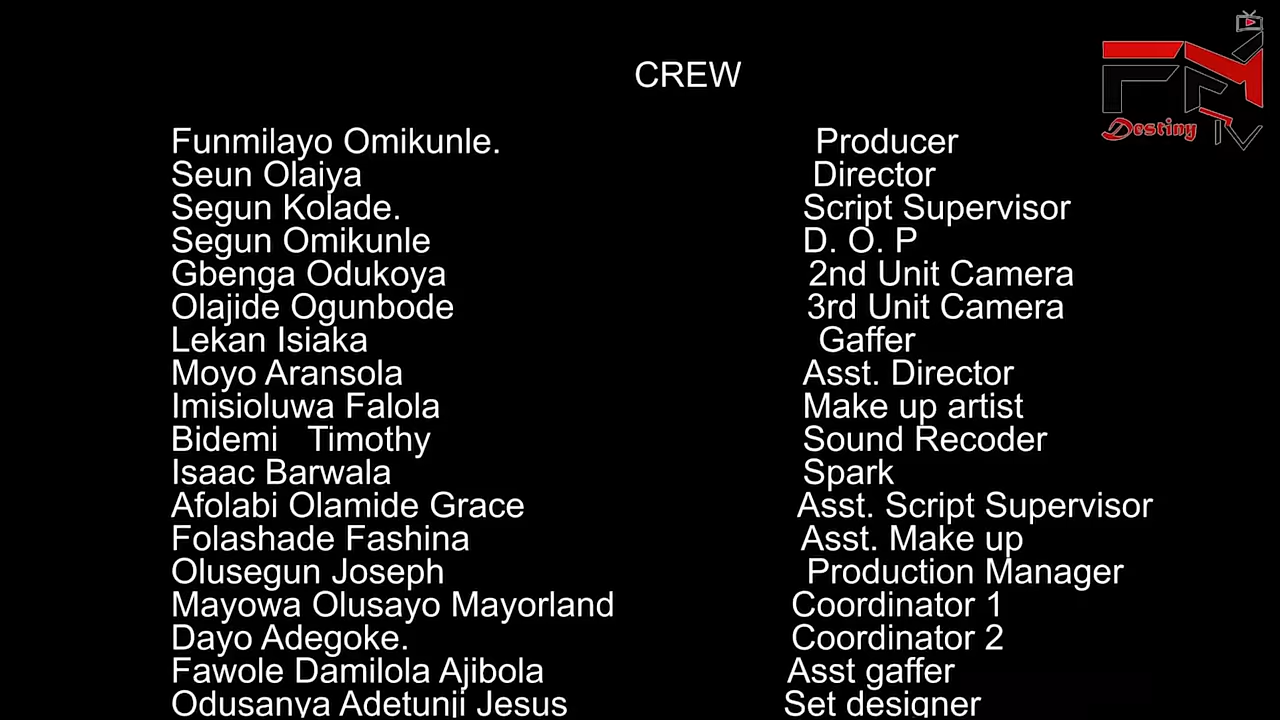 CREW
Funmilayo Omikunle. Producer
Seun Olaiya Director
Segun Kolade. Script Supervisor
Segun Omikunle D. O. P
Gbenga Odukoya 2nd Unit Camera
Olajide Ogunbode 3rd Unit Camera
Lekan Isiaka Gaffer
Moyo Aransola Asst. Director
Imisioluwa Falola Make up artist
Bidemi Timothy Sound Recoder
Isaac Barwala Spark
Afolabi Olamide Grace Asst. Script Supervisor
Folashade Fashina Asst. Make up
Olusegun Joseph Production Manager
Mayowa Olusayo Mayorland Coordinator 1
Dayo Adegoke. Coordinator 2
Fawole Damilola Ajibola Asst gaffer
Odusanya Adetunji Jesus Set designer
Destiny TV